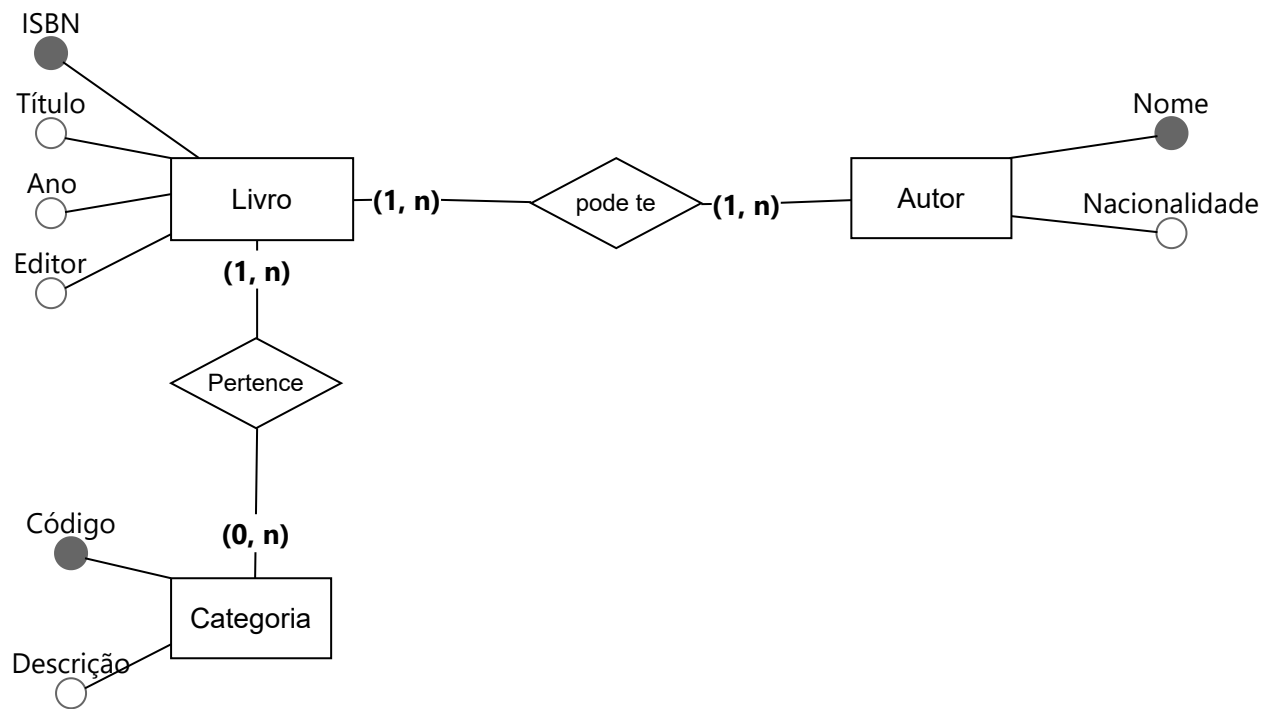 ISBN
Título
Ano
Editor
Livro
(1, n)
pode te
(1, n)
Autor
Nome
Nacionalidade
(1, n)
Pertence
(0, n)
Código
Categoria
Descrição